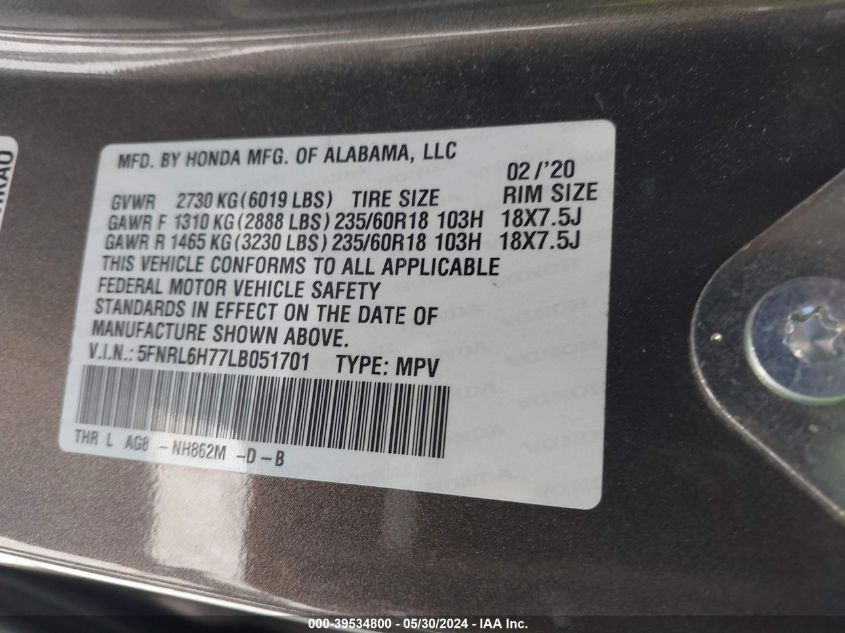 MFD. BY HONDA MFG. OF ALABAMA, LLC
02/'20
GVWR 2730 KG(6019 LBS) TIRE SIZE RIM SIZE
GAWR F 1310 KG(2888 LBS) 235/60R18 103H 18X7.5J
GAWR R 1465 KG(3230 LBS) 235/60R18 103H 18X7.5J
THIS VEHICLE CONFORMS TO ALL APPLICABLE
FEDERAL MOTOR VEHICLE SAFETY
STANDARDS IN EFFECT ON THE DATE OF
MANUFACTURE SHOWN ABOVE.
V.I.N.: 5FNRL6H77LB051701 TYPE: MPV
THR L AG8 -NH862M -D-B
000-39534800 - 05/30/2024 - IAA Inc.